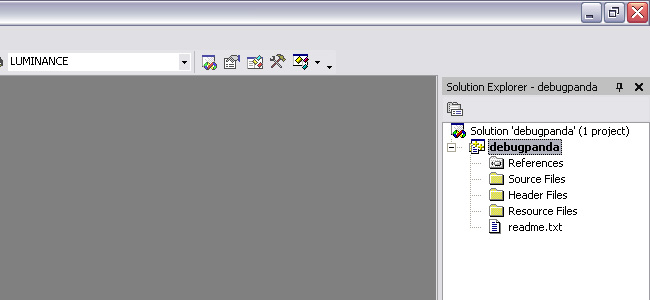 LUMINANCE
Solution Explorer - debugpanda
Solution 'debugpanda' (1 project)
debugpanda
References
Source Files
Header Files
Resource Files
readme.txt